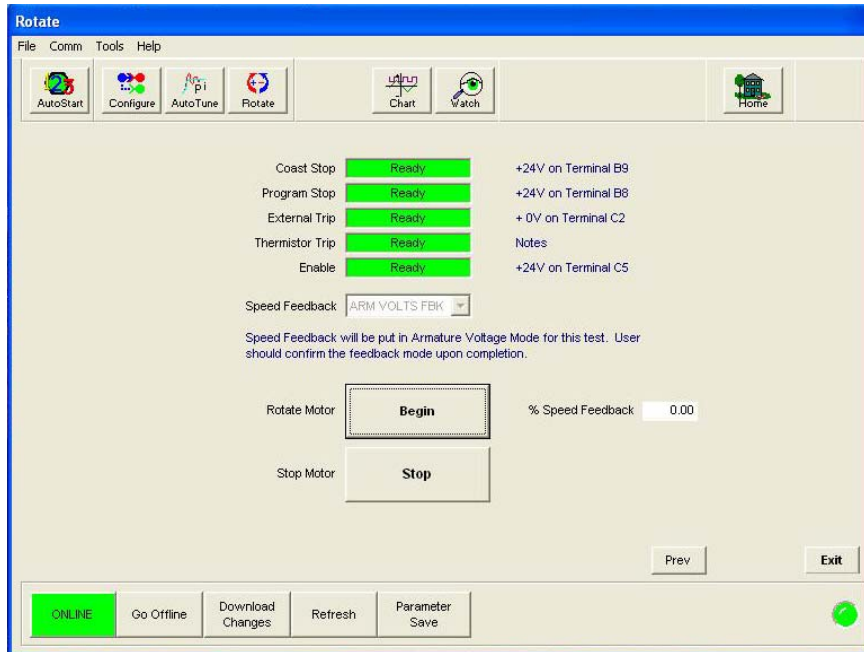 Rotate
File Comm Tools Help
AutoStart Configure AutoTune Rotate Chart Watch Home
Coast Stop Ready +24V on Terminal B9
Program Stop Ready +24V on Terminal B8
External Trip Ready + 0V on Terminal C2
Thermistor Trip Ready Notes
Enable Ready +24V on Terminal C5
Speed Feedback ARM VOLTS FBK
Speed Feedback will be put in Armature Voltage Mode for this test. User
should confirm the feedback mode upon completion.
Rotate Motor Begin % Speed Feedback 0.00
Stop Motor Stop
Prev Exit
ONLINE Go Offline Download Changes Refresh Parameter Save